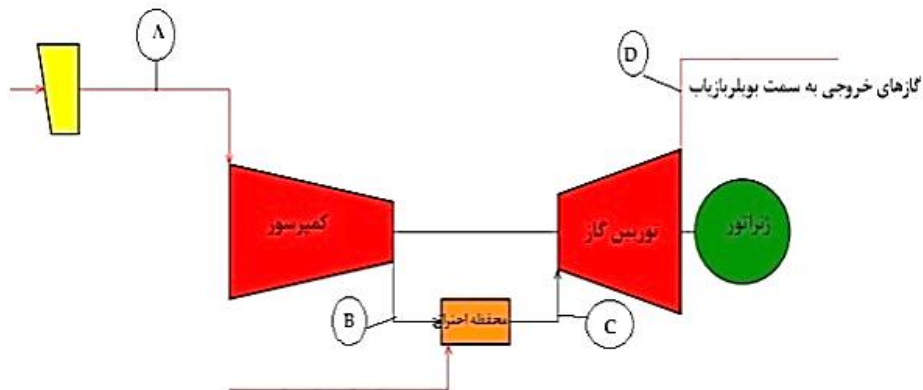 A
D
گازهای خروجی به سمت بویلربازیاب
کمپرسور
توربین گاز
ژنراتور
B
محفظه احتراق
C